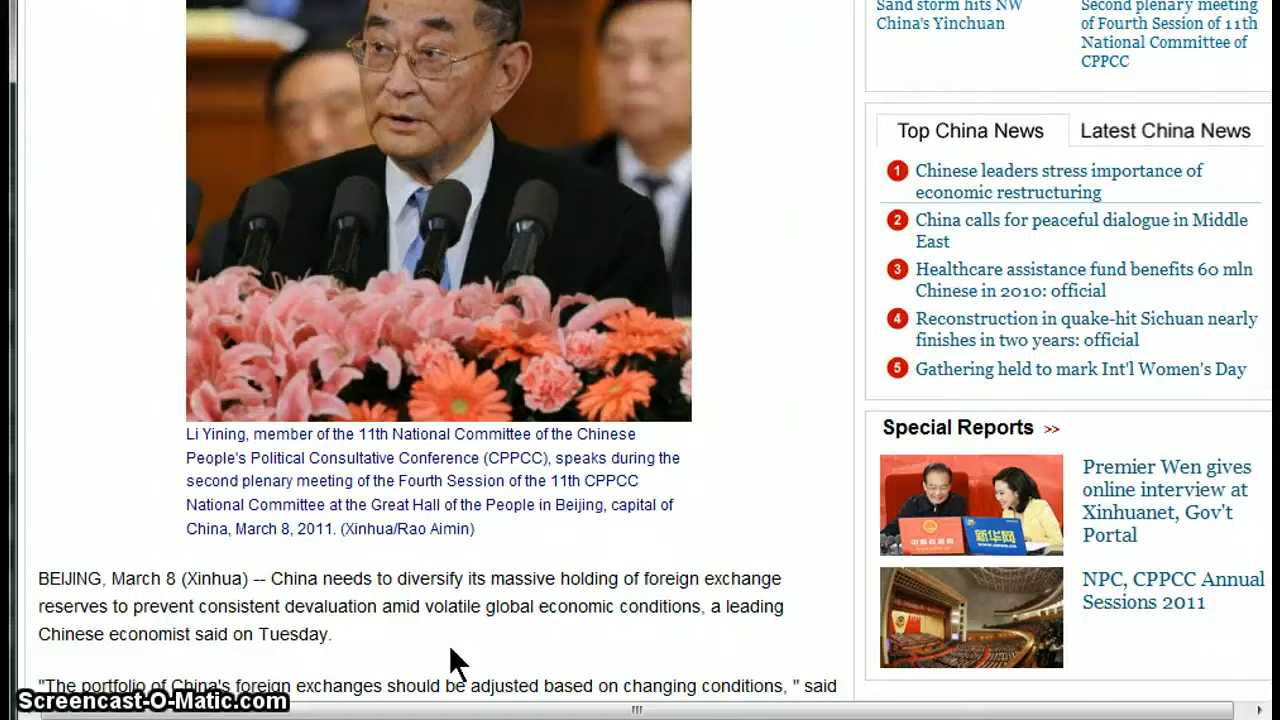 Sand storm hits NW
China's Yinchuan
Second plenary meeting
of Fourth Session of 11th
National Committee of
CPPCC
Top China News
Latest China News
1 Chinese leaders stress importance of
economic restructuring
2 China calls for peaceful dialogue in Middle
East
3 Healthcare assistance fund benefits 60 mln
Chinese in 2010: official
4 Reconstruction in quake-hit Sichuan nearly
finishes in two years: official
5 Gathering held to mark Int'l Women's Day
Li Yining, member of the 11th National Committee of the Chinese
People's Political Consultative Conference (CPPCC), speaks during the
second plenary meeting of the Fourth Session of the 11th CPPCC
National Committee at the Great Hall of the People in Beijing, capital of
China, March 8, 2011. (Xinhua/Rao Aimin)
Special Reports >>
Premier Wen gives
online interview at
Xinhuanet, Gov't
Portal
新华网
NPC, CPPCC Annual
Sessions 2011
BEIJING, March 8 (Xinhua) -- China needs to diversify its massive holding of foreign exchange
reserves to prevent consistent devaluation amid volatile global economic conditions, a leading
Chinese economist said on Tuesday.
"The portfolio of China's foreign exchanges should be adjusted based on changing conditions, " said
Screencast-O-Matic.com